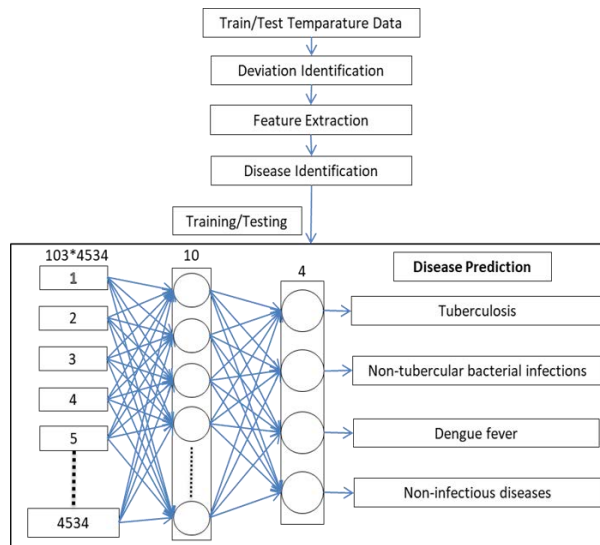 Train/Test Temparature Data
Deviation Identification
Feature Extraction
Disease Identification
Training/Testing
103*4534
10
4
Disease Prediction
1
2
3
4
5
4534
Tuberculosis
Non-tubercular bacterial infections
Dengue fever
Non-infectious diseases